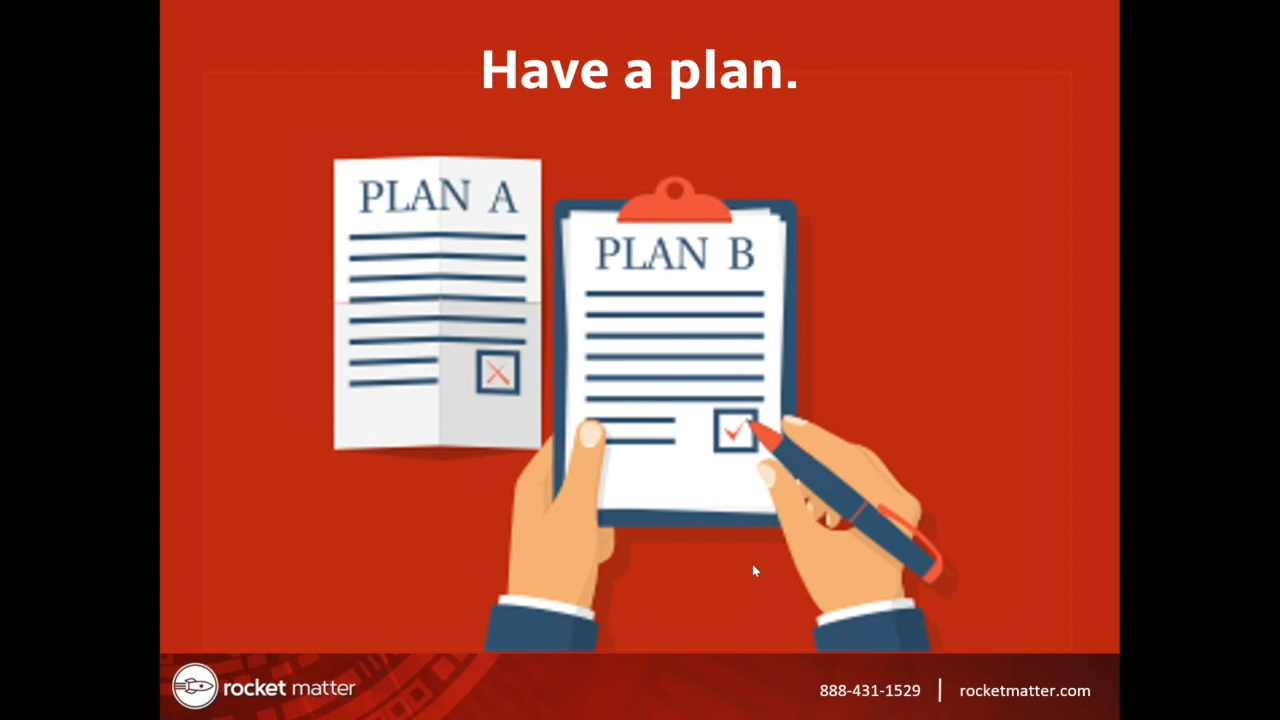 Have a plan.
PLAN A
PLAN B
rocket matter
888-431-1529 | rocketmatter.com